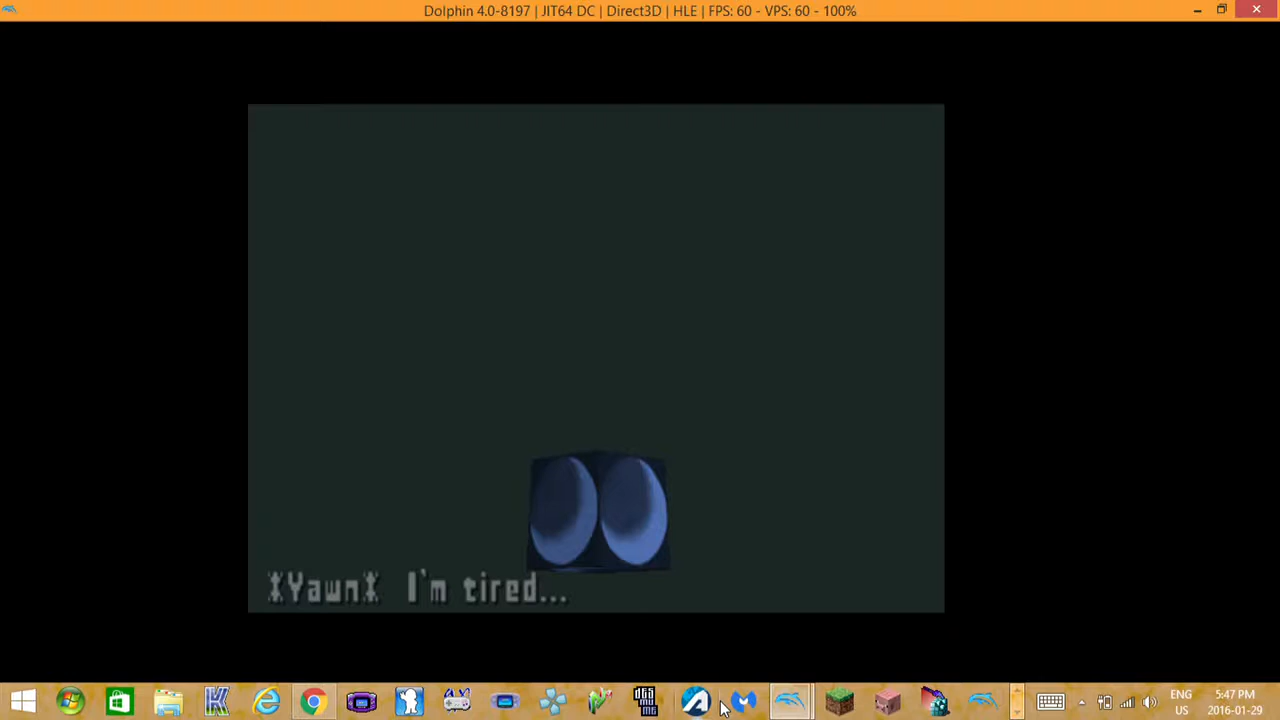 Dolphin 4.0-8197 | JIT64 DC | Direct3D | HLE | FPS: 60 - VPS: 60 - 100%
*Yawn* I'm tired...
ENG 5:47 PM
US 2016-01-29